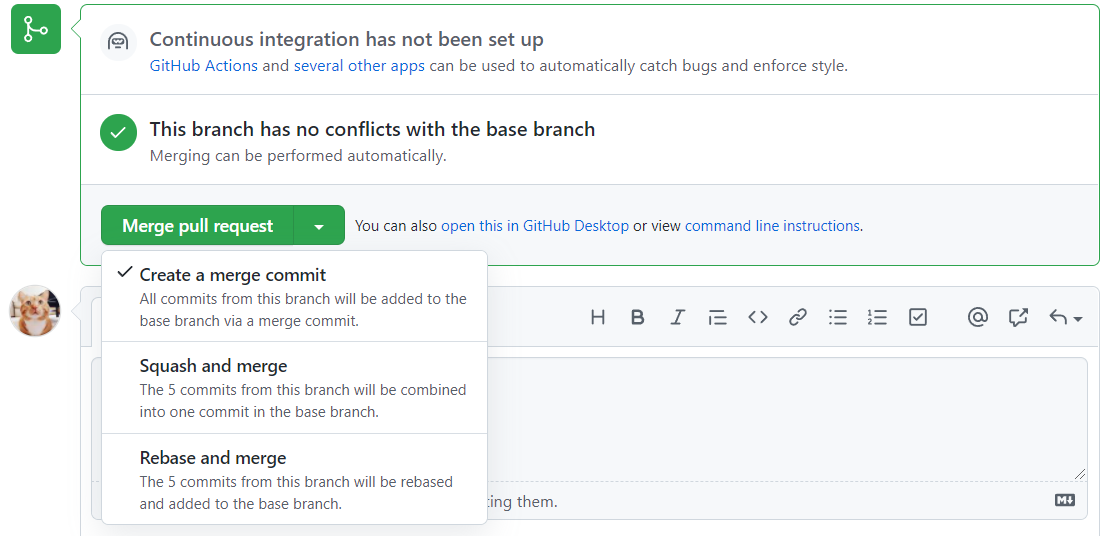 Continuous integration has not been set up
GitHub Actions and several other apps can be used to automatically catch bugs and enforce style.
This branch has no conflicts with the base branch
Merging can be performed automatically.
Merge pull request
You can also open this in GitHub Desktop or view command line instructions.
Create a merge commit
All commits from this branch will be added to the
base branch via a merge commit.
Squash and merge
The 5 commits from this branch will be combined
into one commit in the base branch.
Rebase and merge
The 5 commits from this branch will be rebased
and added to the base branch.
them.